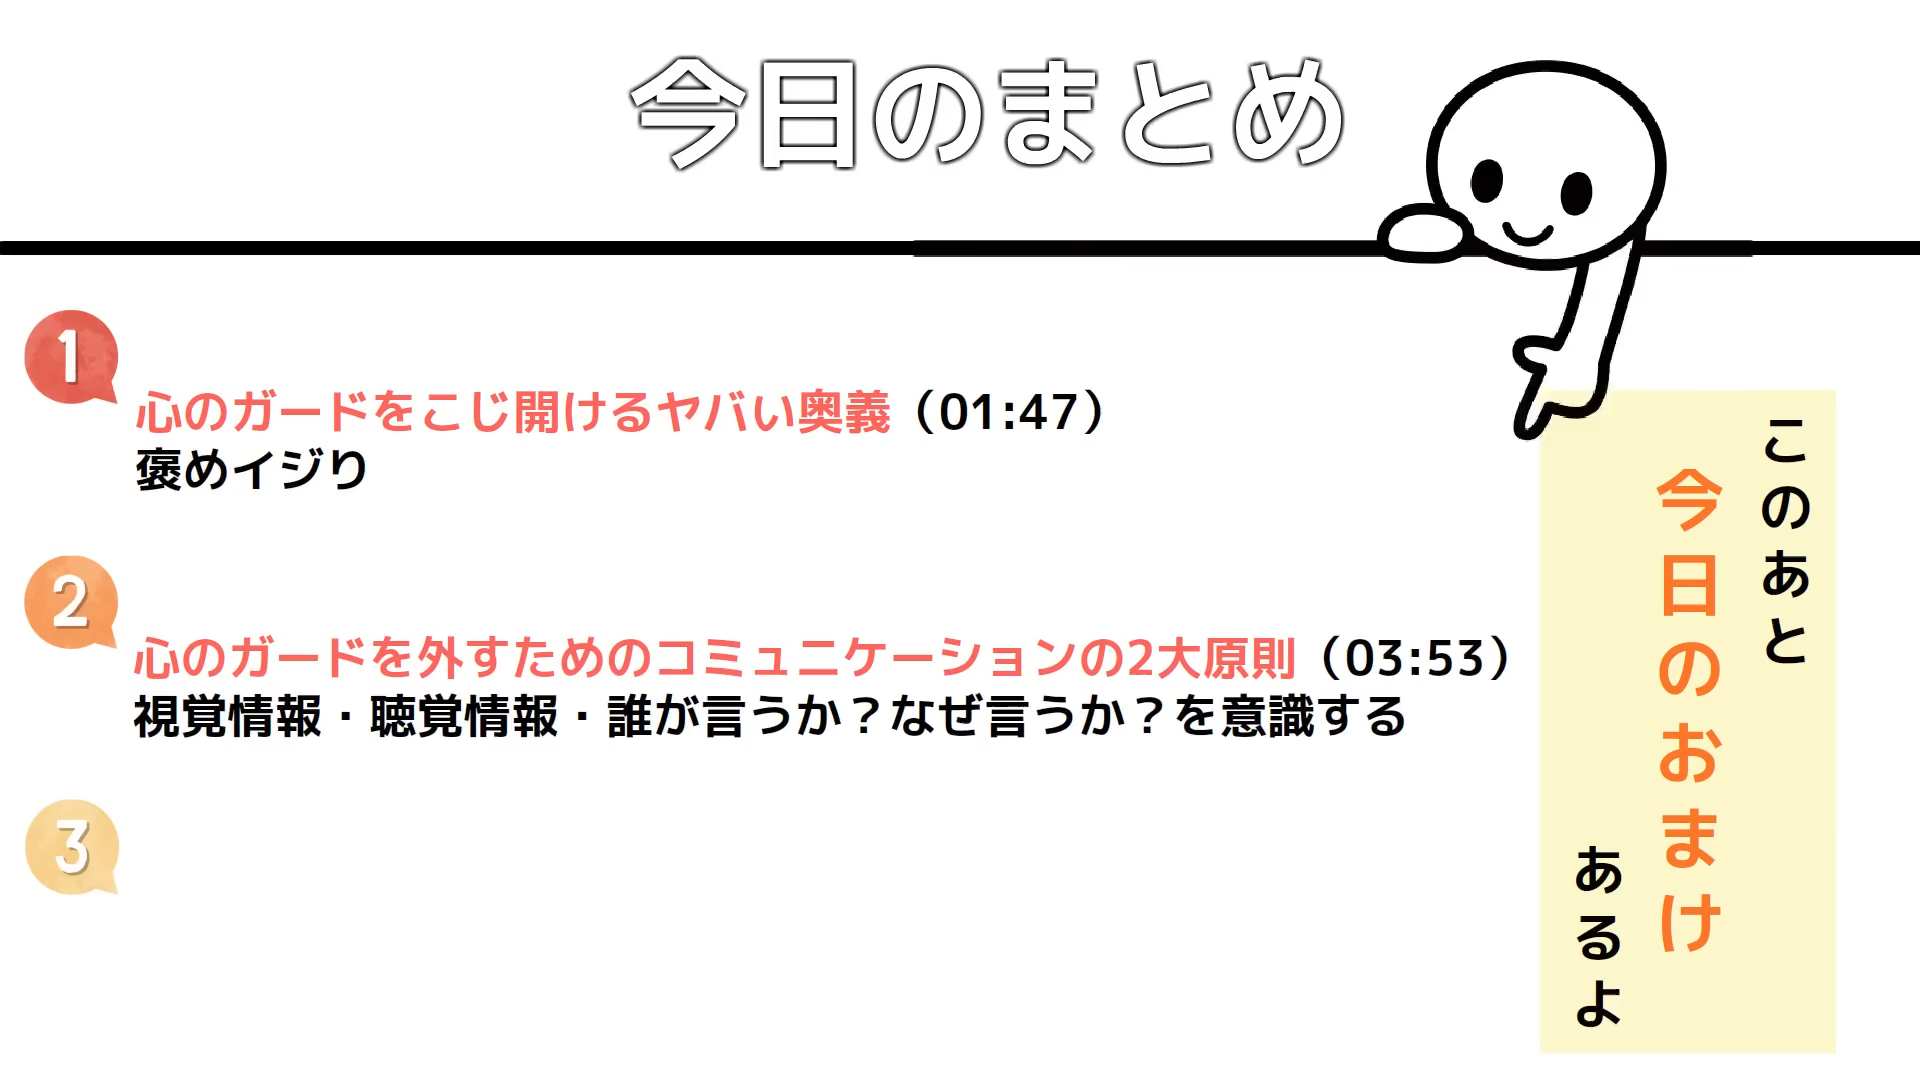 今日のまとめ
1
心のガードをこじ開けるヤバい奥義（01:47）
褒めイジり
2
心のガードを外すためのコミュニケーションの2大原則（03:53）
視覚情報・聴覚情報・誰が言うか？なぜ言うか？を意識する
3
このあと
今日のおまけ
あるよ